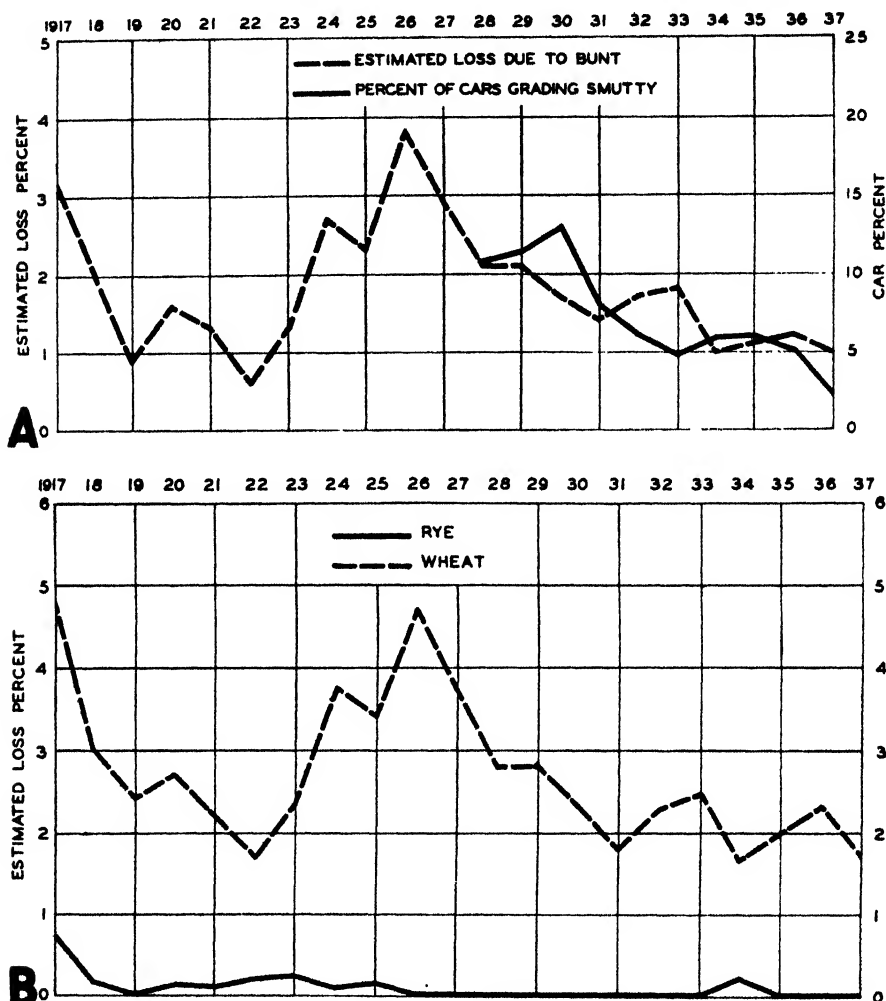 1917 18 19 20 21 22 23 24 25 26 27 28 29 30 31 32 33 34 35 36 37
5 25
ESTIMATED LOSS DUE TO BUNT
PERCENT OF CARS GRADING SMUTTY
4 20
3 15
2 10
1 5
0 0
ESTIMATED LOSS PERCENT
CAR PERCENT
A
1917 18 19 20 21 22 23 24 25 26 27 28 29 30 31 32 33 34 35 36 37
6 6
RYE
WHEAT
5 5
4 4
3 3
2 2
1 1
0 0
ESTIMATED LOSS PERCENT
B